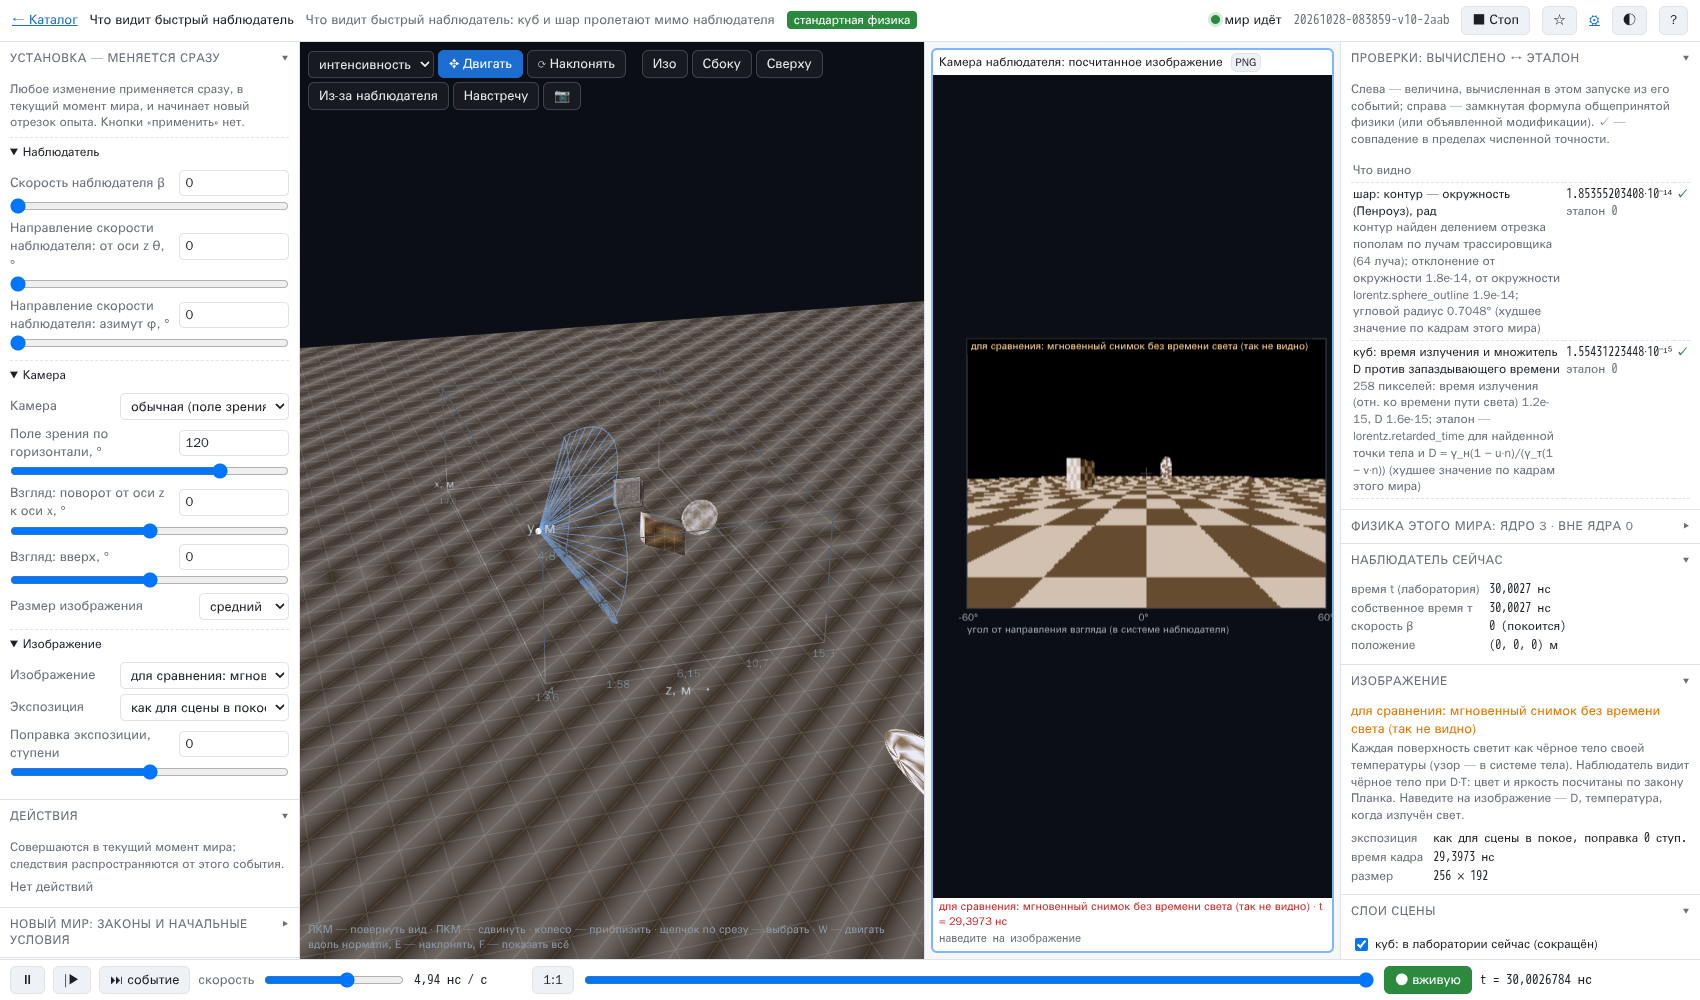 ← Каталог Что видит быстрый наблюдатель Что видит быстрый наблюдатель: куб и шар пролетают мимо наблюдателя стандартная физика мир идёт 20261028-083859-v10-2aab Стоп ?
УСТАНОВКА — МЕНЯЕТСЯ СРАЗУ
Любое изменение применяется сразу, в
текущий момент мира, и начинает новый
отрезок опыта. Кнопки «применить» нет.
Наблюдатель
Скорость наблюдателя β 0
Направление скорости
наблюдателя: от оси z θ, 0
°
Направление скорости
наблюдателя: азимут φ, ° 0
Камера
Камера обычная (поле зрения
Поле зрения по
горизонтали, ° 120
Взгляд: поворот от оси z
к оси x, ° 0
Взгляд: вверх, ° 0
Размер изображения средний
Изображение
Изображение для сравнения: мгнов
Экспозиция как для сцены в покое
Поправка экспозиции,
ступени 0
ДЕЙСТВИЯ
Совершаются в текущий момент мира;
следствия распространяются от этого события.
Нет действий
НОВЫЙ МИР: ЗАКОНЫ И НАЧАЛЬНЫЕ
УСЛОВИЯ
интенсивность Двигать Наклонять Изо Сбоку Сверху
Из-за наблюдателя Навстречу
x, м
y, м
z, м
-13,6
1,58
6,15
10,7
15,3
ЛКМ — повернуть вид · ПКМ — сдвинуть · колесо — приблизить · щелчок по срезу — выбрать · W — двигать
вдоль нормали, E — наклонять, F — показать всё
Камера наблюдателя: посчитанное изображение PNG
для сравнения: мгновенный снимок без времени света (так не видно)
-60° 0° 60°
угол от направления взгляда (в системе наблюдателя)
для сравнения: мгновенный снимок без времени света (так не видно) · t
= 29,3973 нс
наведите на изображение
ПРОВЕРКИ: ВЫЧИСЛЕНО ↔ ЭТАЛОН
Слева — величина, вычисленная в этом запуске из его
событий; справа — замкнутая формула общепринятой
физики (или объявленной модификации). ✓ —
совпадение в пределах численной точности.
Что видно
шар: контур — окружность 1.85355203408·10⁻¹⁴ ✓
(Пенроуз), рад эталон 0
контур найден делением отрезка
пополам по лучам трассировщика
(64 луча); отклонение от
окружности 1.8e-14, от окружности
lorentz.sphere_outline 1.9e-14;
угловой радиус 0.7048° (худшее
значение по кадрам этого мира)
куб: время излучения и множитель 1.55431223448·10⁻¹⁵ ✓
D против запаздывающего времени эталон 0
258 пикселей: время излучения
(отн. ко времени пути света) 1.2e-
15, D 1.6e-15; эталон —
lorentz.retarded_time для найденной
точки тела и D = γ_н(1 − u·n)/(γ_т(1
− v·n)) (худшее значение по кадрам
этого мира)
ФИЗИКА ЭТОГО МИРА: ЯДРО 3 · ВНЕ ЯДРА 0
НАБЛЮДАТЕЛЬ СЕЙЧАС
время t (лаборатория) 30,0027 нс
собственное время τ 30,0027 нс
скорость β 0 (покоится)
положение (0, 0, 0) м
ИЗОБРАЖЕНИЕ
для сравнения: мгновенный снимок без времени
света (так не видно)
Каждая поверхность светит как чёрное тело своей
температуры (узор — в системе тела). Наблюдатель видит
чёрное тело при D·T: цвет и яркость посчитаны по закону
Планка. Наведите на изображение — D, температура,
когда излучён свет.
экспозиция как для сцены в покое, поправка 0 ступ.
время кадра 29,3973 нс
размер 256 × 192
СЛОИ СЦЕНЫ
куб: в лаборатории сейчас (сокращён)
событие скорость 4,94 нс / с 1:1 вживую t = 30,0026784 нс